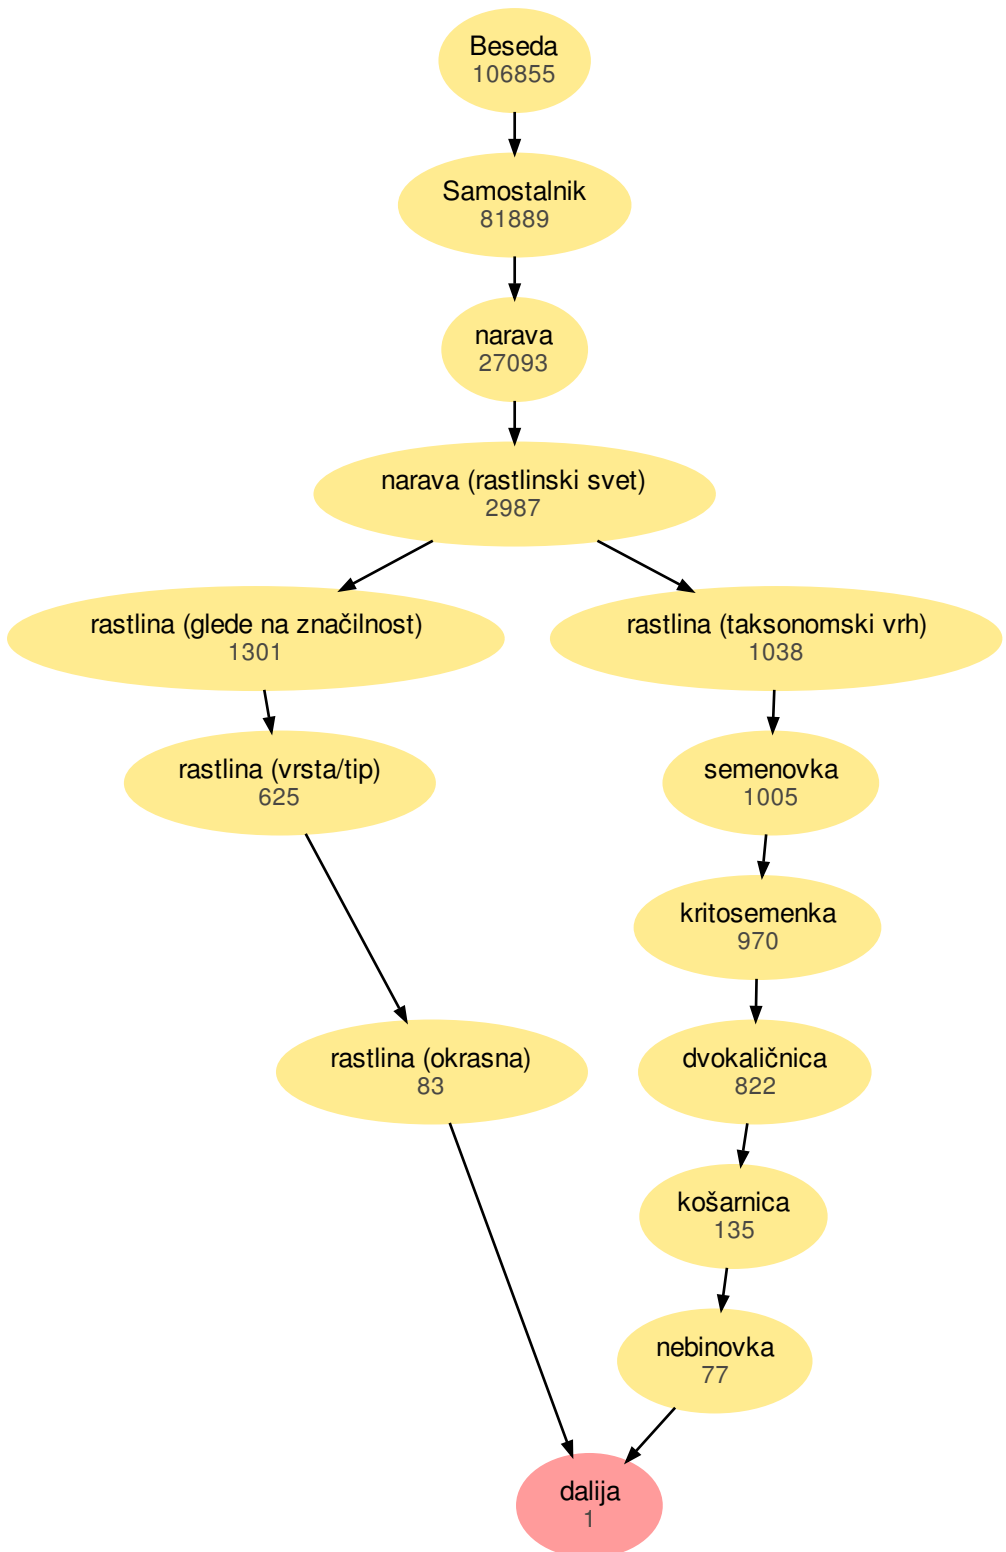 Beseda
106855
Samostalnik
81889
narava
27093
narava (rastlinski svet)
2987
rastlina (glede na značilnost)
1301
rastlina (taksonomski vrh)
1038
rastlina (vrsta/tip)
625
semenovka
1005
kritosemenka
970
rastlina (okrasna)
83
dvokaličnica
822
košarnica
135
nebinovka
77
dalija
1